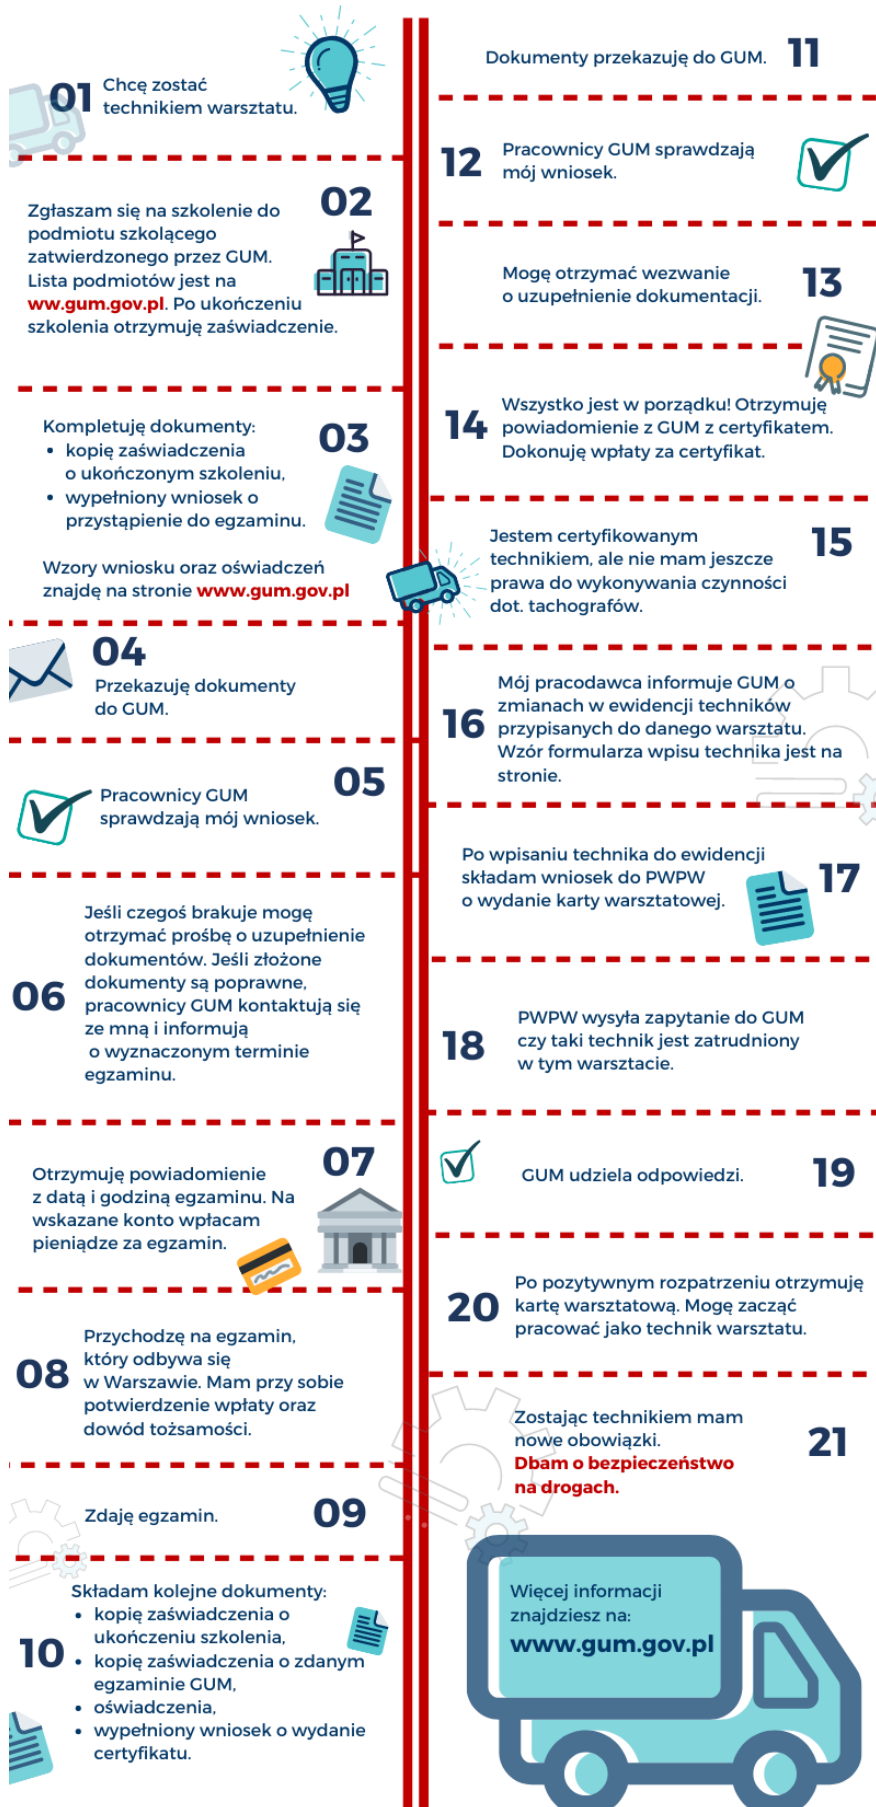 01
Chcę zostać
technikiem warsztatu.
02
Zgłaszam się na szkolenie do
podmiotu szkolącego
zatwierdzonego przez GUM.
Lista podmiotów jest na
ww.gum.gov.pl. Po ukończeniu
szkolenia otrzymuję zaświadczenie.
03
Kompletuję dokumenty:
• kopię zaświadczenia
o ukończonym szkoleniu,
• wypełniony wniosek o
przystąpienie do egzaminu.
Wzory wniosku oraz oświadczeń
znajdę na stronie www.gum.gov.pl
04
Przekazuję dokumenty
do GUM.
05
Pracownicy GUM
sprawdzają mój wniosek.
06
Jeśli czegoś brakuje mogę
otrzymać prośbę o uzupełnienie
dokumentów. Jeśli złożone
dokumenty są poprawne,
pracownicy GUM kontaktują się
ze mną i informują
o wyznaczonym terminie
egzaminu.
07
Otrzymuję powiadomienie
z datą i godziną egzaminu. Na
wskazane konto wpłacam
pieniądze za egzamin.
08
Przychodzę na egzamin,
który odbywa się
w Warszawie. Mam przy sobie
potwierdzenie wpłaty oraz
dowód tożsamości.
09
Zdaję egzamin.
10
Składam kolejne dokumenty:
• kopię zaświadczenia o
ukończeniu szkolenia,
• kopię zaświadczenia o zdanym
egzaminie GUM,
• oświadczenia,
• wypełniony wniosek o wydanie
certyfikatu.
Dokumenty przekazuję do GUM. 11
12
Pracownicy GUM sprawdzają
mój wniosek.
13
Mogę otrzymać wezwanie
o uzupełnienie dokumentacji.
14
Wszystko jest w porządku! Otrzymuję
powiadomienie z GUM z certyfikatem.
Dokonuję wpłaty za certyfikat.
15
Jestem certyfikowanym
technikiem, ale nie mam jeszcze
prawa do wykonywania czynności
dot. tachografów.
16
Mój pracodawca informuje GUM o
zmianach w ewidencji techników
przypisanych do danego warsztatu.
Wzór formularza wpisu technika jest na
stronie.
17
Po wpisaniu technika do ewidencji
składam wniosek do PWPW
o wydanie karty warsztatowej.
18
PWPW wysyła zapytanie do GUM
czy taki technik jest zatrudniony
w tym warsztacie.
GUM udziela odpowiedzi. 19
20
Po pozytywnym rozpatrzeniu otrzymuję
kartę warsztatową. Mogę zacząć
pracować jako technik warsztatu.
21
Zostając technikiem mam
nowe obowiązki.
Dbam o bezpieczeństwo
na drogach.
Więcej informacji
znajdziesz na:
www.gum.gov.pl